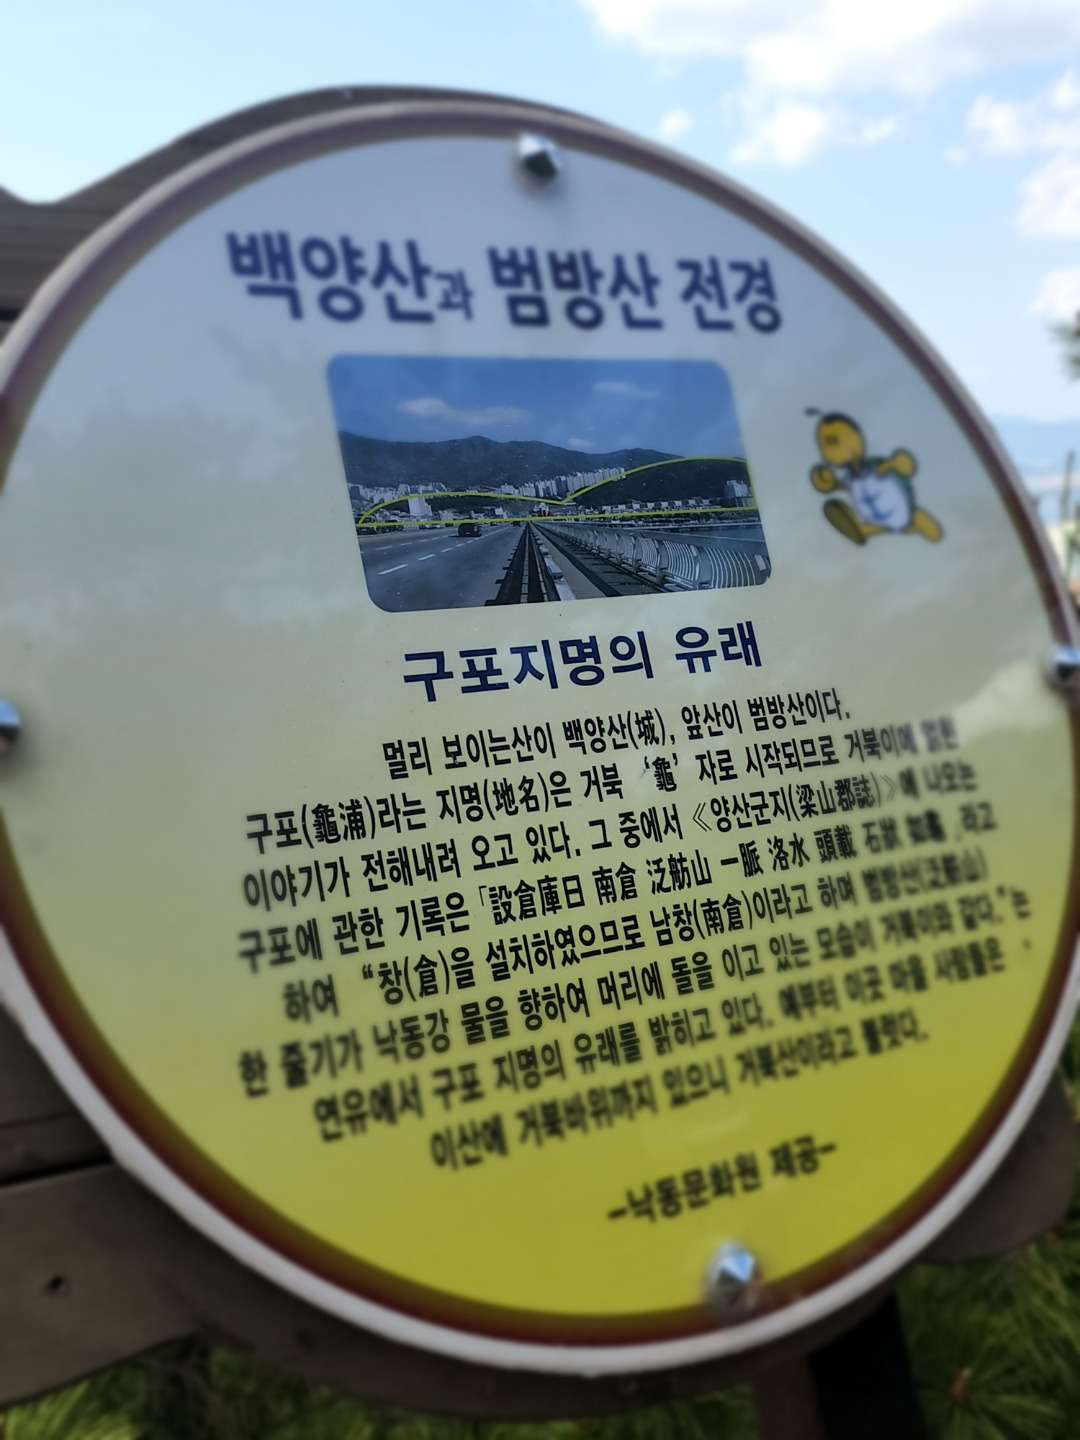 백양산과 범방산 전경
구포지명의 유래
멀리 보이는산이 백양산(城), 앞산이 범방산이다.
구포(龜浦)라는 지명(地名)은 거북 ‘龜’ 자로 시작되므로 거북이에 얽힌
이야기가 전해내려 오고 있다. 그 중에서 《양산군지(梁山郡誌)》에 나오는
구포에 관한 기록은 「設倉庫日 南倉 泛舫山 一脈 洛水 頭載 石狀 如龜」라고
하여 “창(倉)을 설치하였으므로 남창(南倉)이라고 하며 범방산(泛舫山)
한 줄기가 낙동강 물을 향하여 머리에 돌을 이고 있는 모습이 거북이와 같다.”는
연유에서 구포 지명의 유래를 밝히고 있다. 예부터 이곳 마을 사람들은
이산에 거북바위까지 있으니 거북산이라고 불렀다.
-낙동문화원 제공-